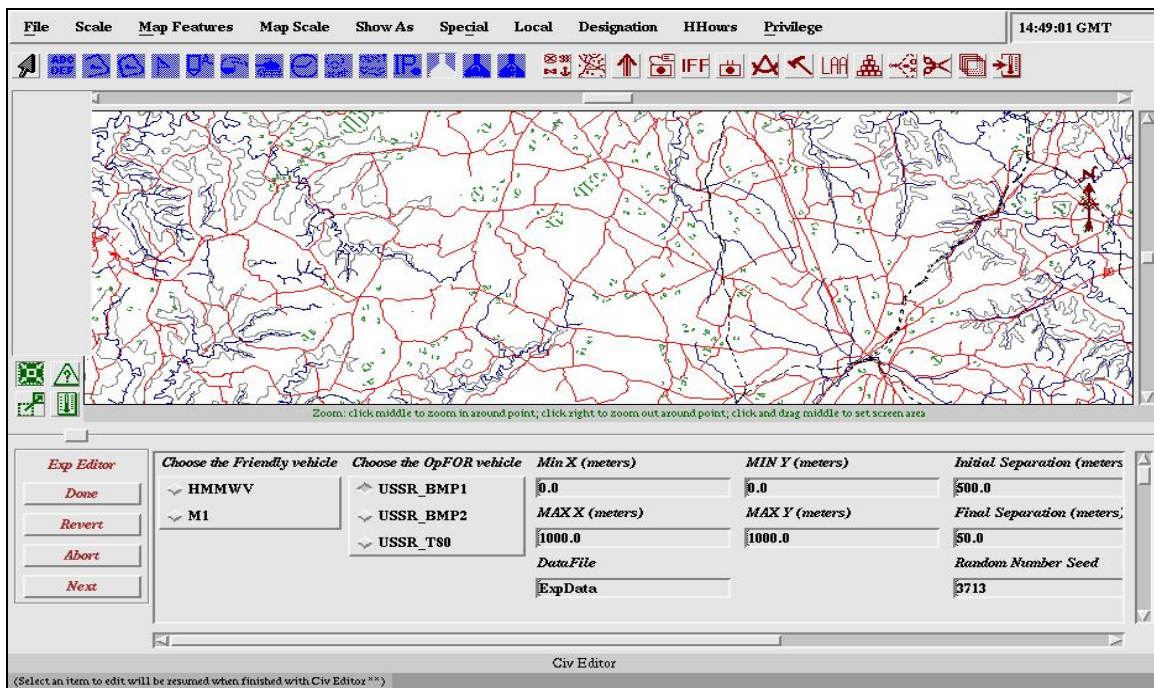 File Scale Map Features Map Scale Show As Special Local Designation HHours Privilege 14:49:01 GMT
ABC
DEF
IP. IFF LAA
N
Zoom: click middle to zoom in around point; click right to zoom out around point; click and drag middle to set screen area
Exp Editor
Done
Revert
Abort
Next
Choose the Friendly vehicle
HMMWV
M1
Choose the OpFOR vehicle
USSR_BMP1
USSR_BMP2
USSR_T80
Min X (meters) MIN Y (meters) Initial Separation (meters
0.0 0.0 500.0
MAX X (meters) MAX Y (meters) Final Separation (meters)
1000.0 1000.0 50.0
DataFile Random Number Seed
ExpData 3713
Civ Editor
(Select an item to edit will be resumed when finished with Civ Editor **)